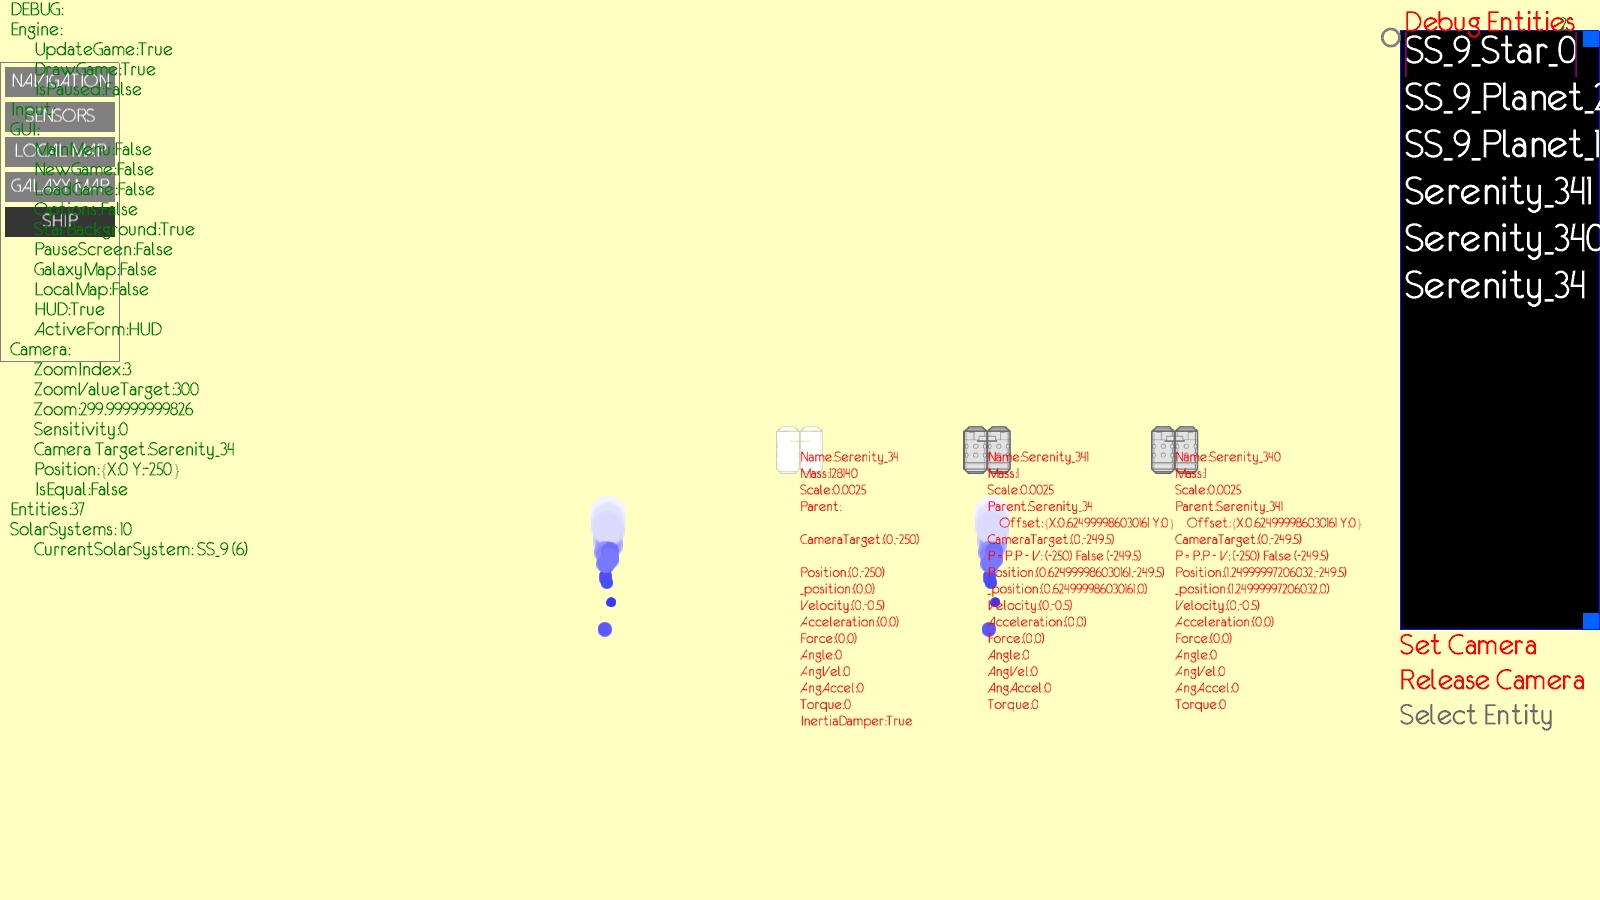 DEBUG:
Engine:
UpdateGame:True
DrawGame:True
IsPaused:False
Input:
GUI:
MainMenu:False
NewGame:False
LoadGame:False
Options:False
StarBackground:True
PauseScreen:False
GalaxyMap:False
LocalMap:False
HUD:True
ActiveForm:HUD
Camera:
ZoomIndex:3
ZoomValueTarget:300
Zoom:299.99999999826
Sensitivity:0
Camera Target:Serenity_34
Position:{X:0 Y:-250}
IsEqual:False
Entities:37
SolarSystems: 10
CurrentSolarSystem: SS_9 (6)
NAVIGATION
SENSORS
LOCAL MAP
GALAXY MAP
SHIP
Name:Serenity_34
Mass:128140
Scale:0.0025
Parent:
CameraTarget:(0,-250)
Position:(0,-250)
_position:(0,0)
Velocity:(0,-0.5)
Acceleration:(0,0)
Force:(0,0)
Angle:0
AngVel:0
AngAccel:0
Torque:0
InertiaDamper:True
Name:Serenity_341
Mass:1
Scale:0.0025
Parent:Serenity_34
Offset:{X:0.624999986030161 Y:0}
CameraTarget:(0,-249.5)
P = P.P - V: (-250) False (-249.5)
Position:(0.624999986030161,-249.5)
_position:(0.624999986030161,0)
Velocity:(0,-0.5)
Acceleration:(0,0)
Force:(0,0)
Angle:0
AngVel:0
AngAccel:0
Torque:0
Name:Serenity_340
Mass:1
Scale:0.0025
Parent:Serenity_341
Offset:{X:0.624999986030161 Y:0}
CameraTarget:(0,-249.5)
P = P.P - V: (-250) False (-249.5)
Position:(1.24999997206032,-249.5)
_position:(1.24999997206032,0)
Velocity:(0,-0.5)
Acceleration:(0,0)
Force:(0,0)
Angle:0
AngVel:0
AngAccel:0
Torque:0
Debug Entities
SS_9_Star_0
SS_9_Planet_2
SS_9_Planet_1
Serenity_341
Serenity_340
Serenity_34
Set Camera
Release Camera
Select Entity